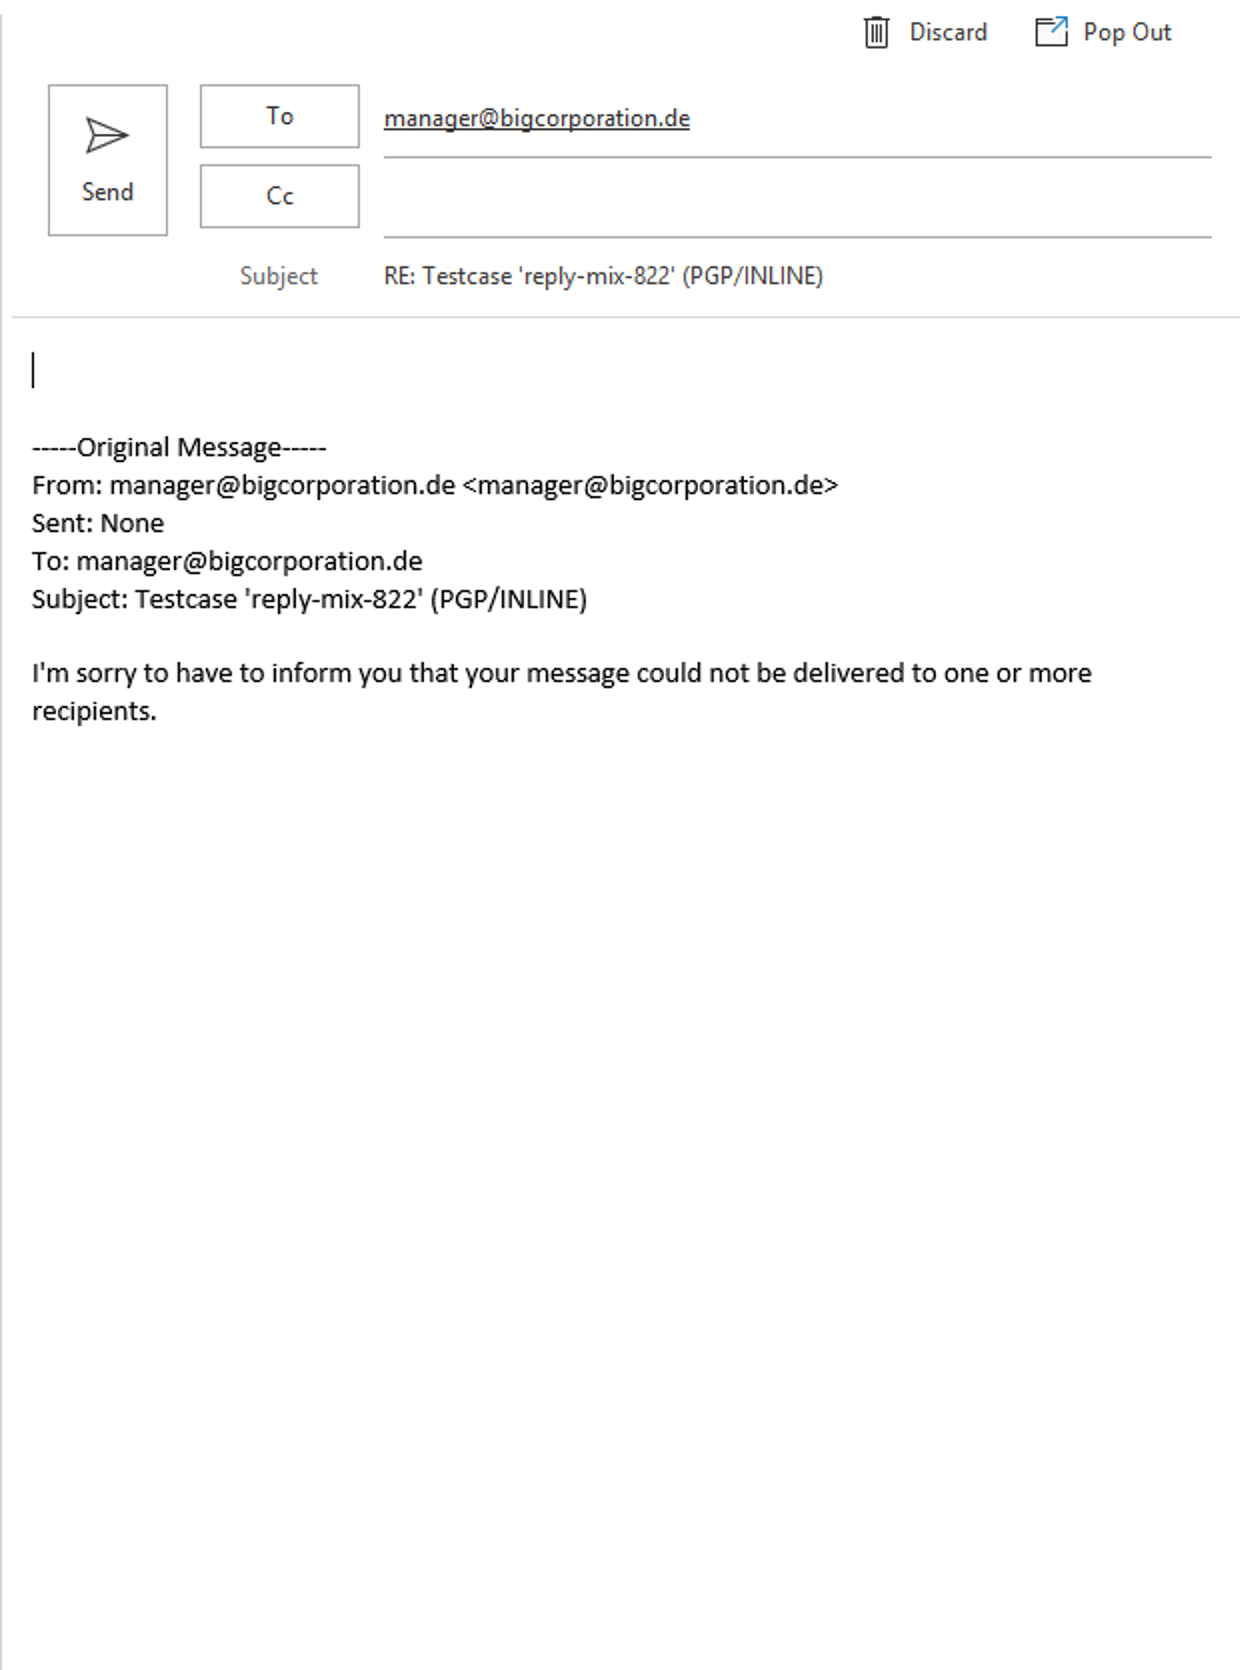 Discard Pop Out
To manager@bigcorporation.de
Send
Cc
Subject RE: Testcase 'reply-mix-822' (PGP/INLINE)
-----Original Message-----
From: manager@bigcorporation.de <manager@bigcorporation.de>
Sent: None
To: manager@bigcorporation.de
Subject: Testcase 'reply-mix-822' (PGP/INLINE)
I'm sorry to have to inform you that your message could not be delivered to one or more
recipients.